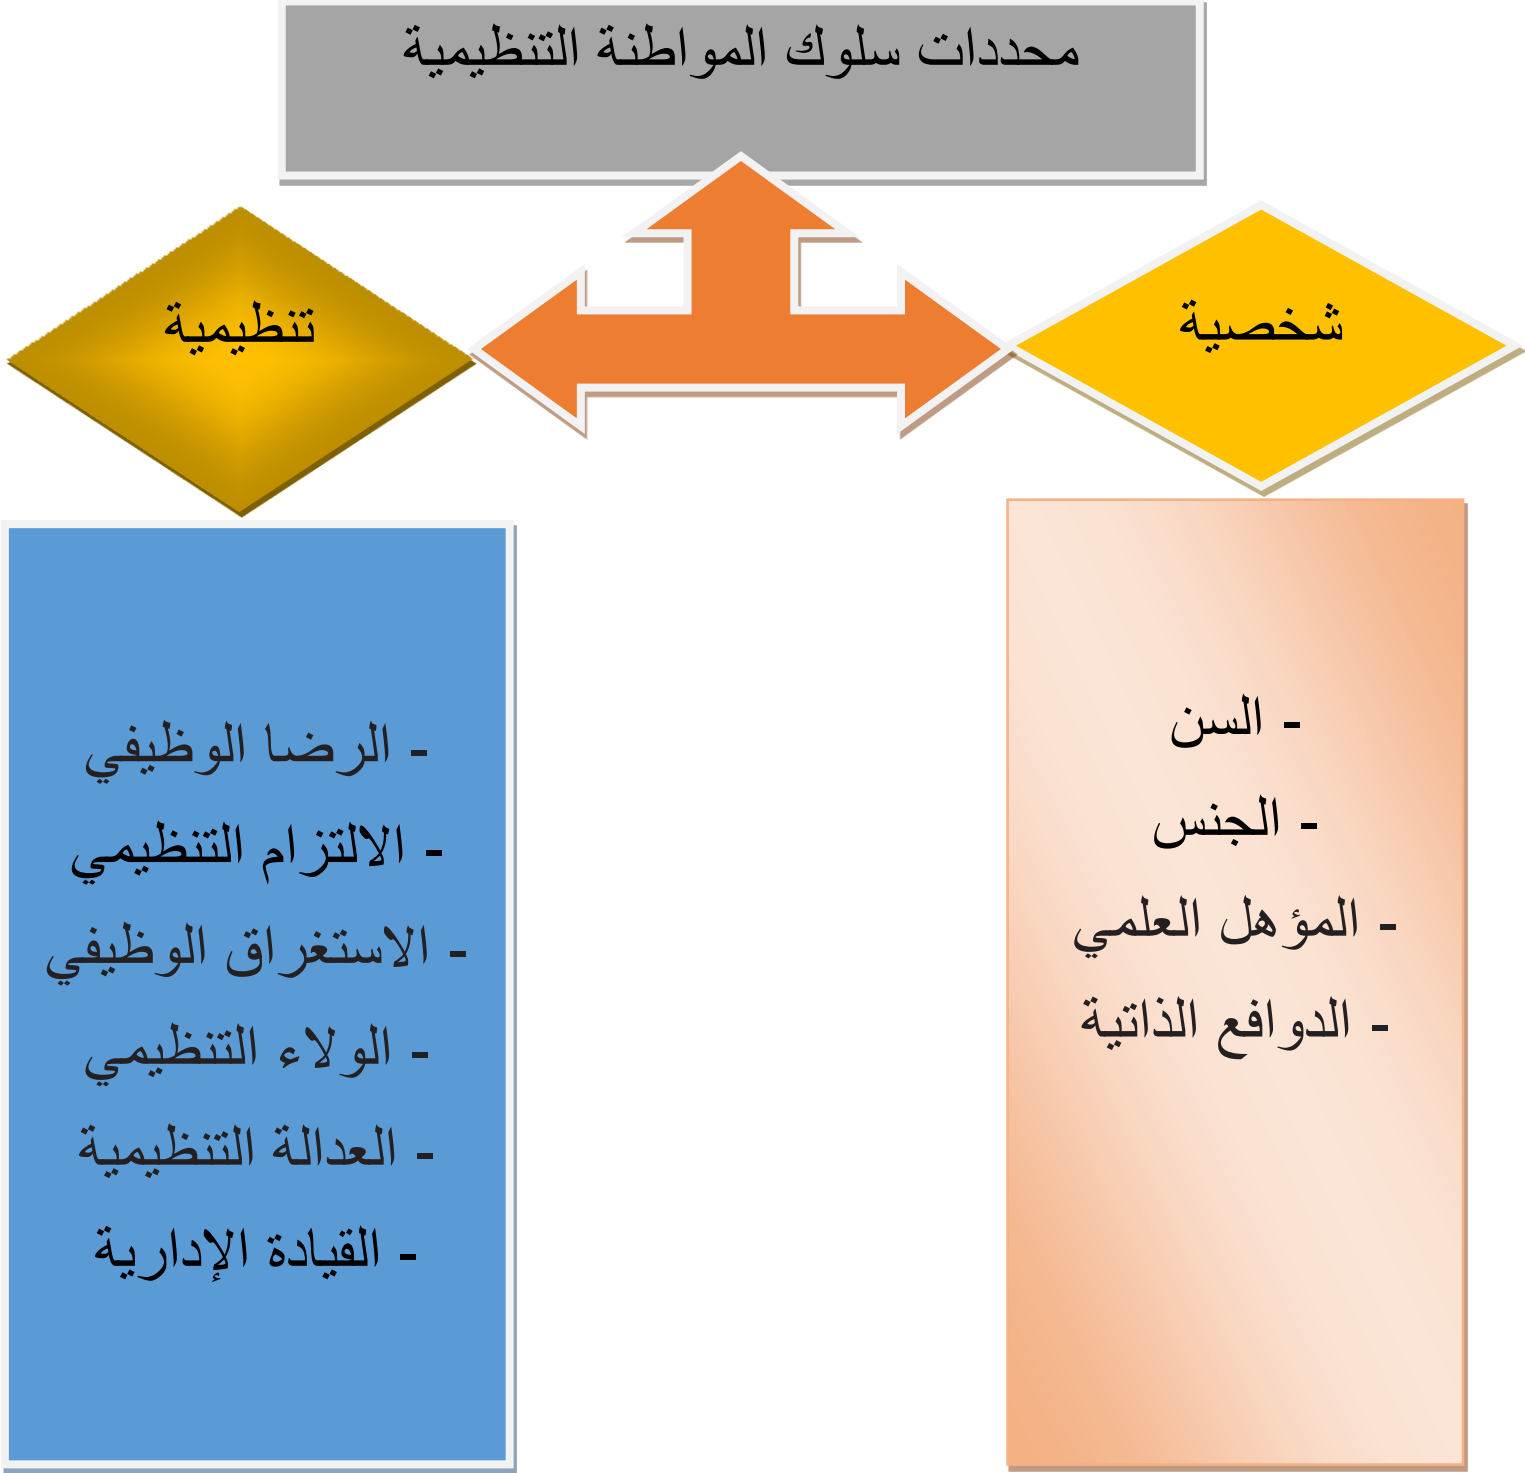 محددات سلوك المواطنة التنظيمية
شخصية
تنظيمية
- السن
- الجنس
- المؤهل العلمي
- الدوافع الذاتية
- الرضا الوظيفي
- الالتزام التنظيمي
- الاستغراق الوظيفي
- الولاء التنظيمي
- العدالة التنظيمية
- القيادة الإدارية